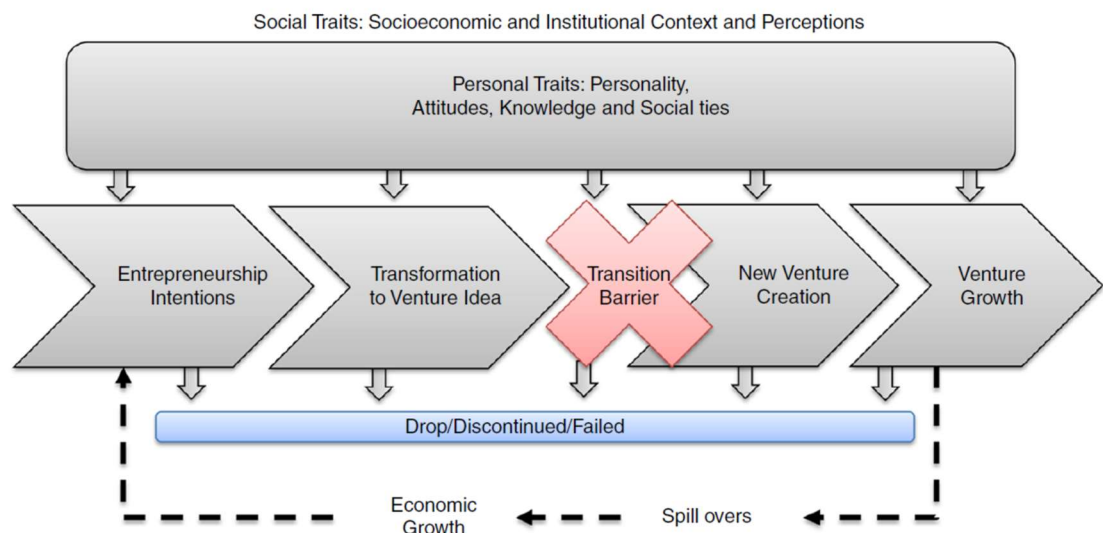 Social Traits: Socioeconomic and Institutional Context and Perceptions
Personal Traits: Personality,
Attitudes, Knowledge and Social ties
Entrepreneurship
Intentions
Transformation
to Venture Idea
Transition
Barrier
New Venture
Creation
Venture
Growth
Drop/Discontinued/Failed
Economic
Growth
Spill overs